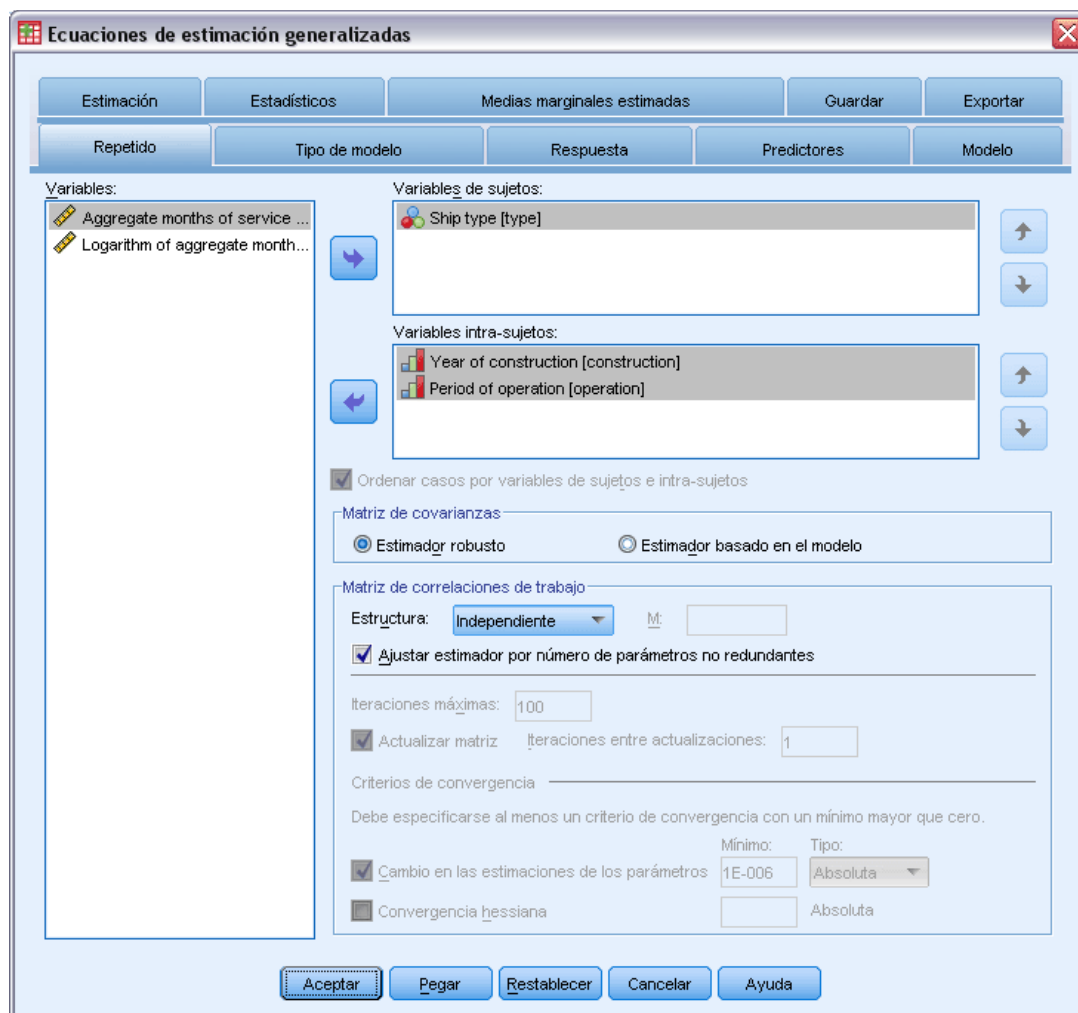 Ecuaciones de estimación generalizadas
Estimación Estadísticos Medias marginales estimadas Guardar Exportar
Repetido Tipo de modelo Respuesta Predictores Modelo
Variables:
Aggregate months of service ...
Logarithm of aggregate month...
Variables de sujetos:
Ship type [type]
Variables intra-sujetos:
Year of construction [construction]
Period of operation [operation]
Ordenar casos por variables de sujetos e intra-sujetos
Matriz de covarianzas
Estimador robusto Estimador basado en el modelo
Matriz de correlaciones de trabajo
Estructura: Independiente M:
Ajustar estimador por número de parámetros no redundantes
Iteraciones máximas: 100
Actualizar matriz Iteraciones entre actualizaciones: 1
Criterios de convergencia
Debe especificarse al menos un criterio de convergencia con un mínimo mayor que cero.
Mínimo: Tipo:
Cambio en las estimaciones de los parámetros 1E-006 Absoluta
Convergencia hessiana Absoluta
Aceptar Pegar Restablecer Cancelar Ayuda